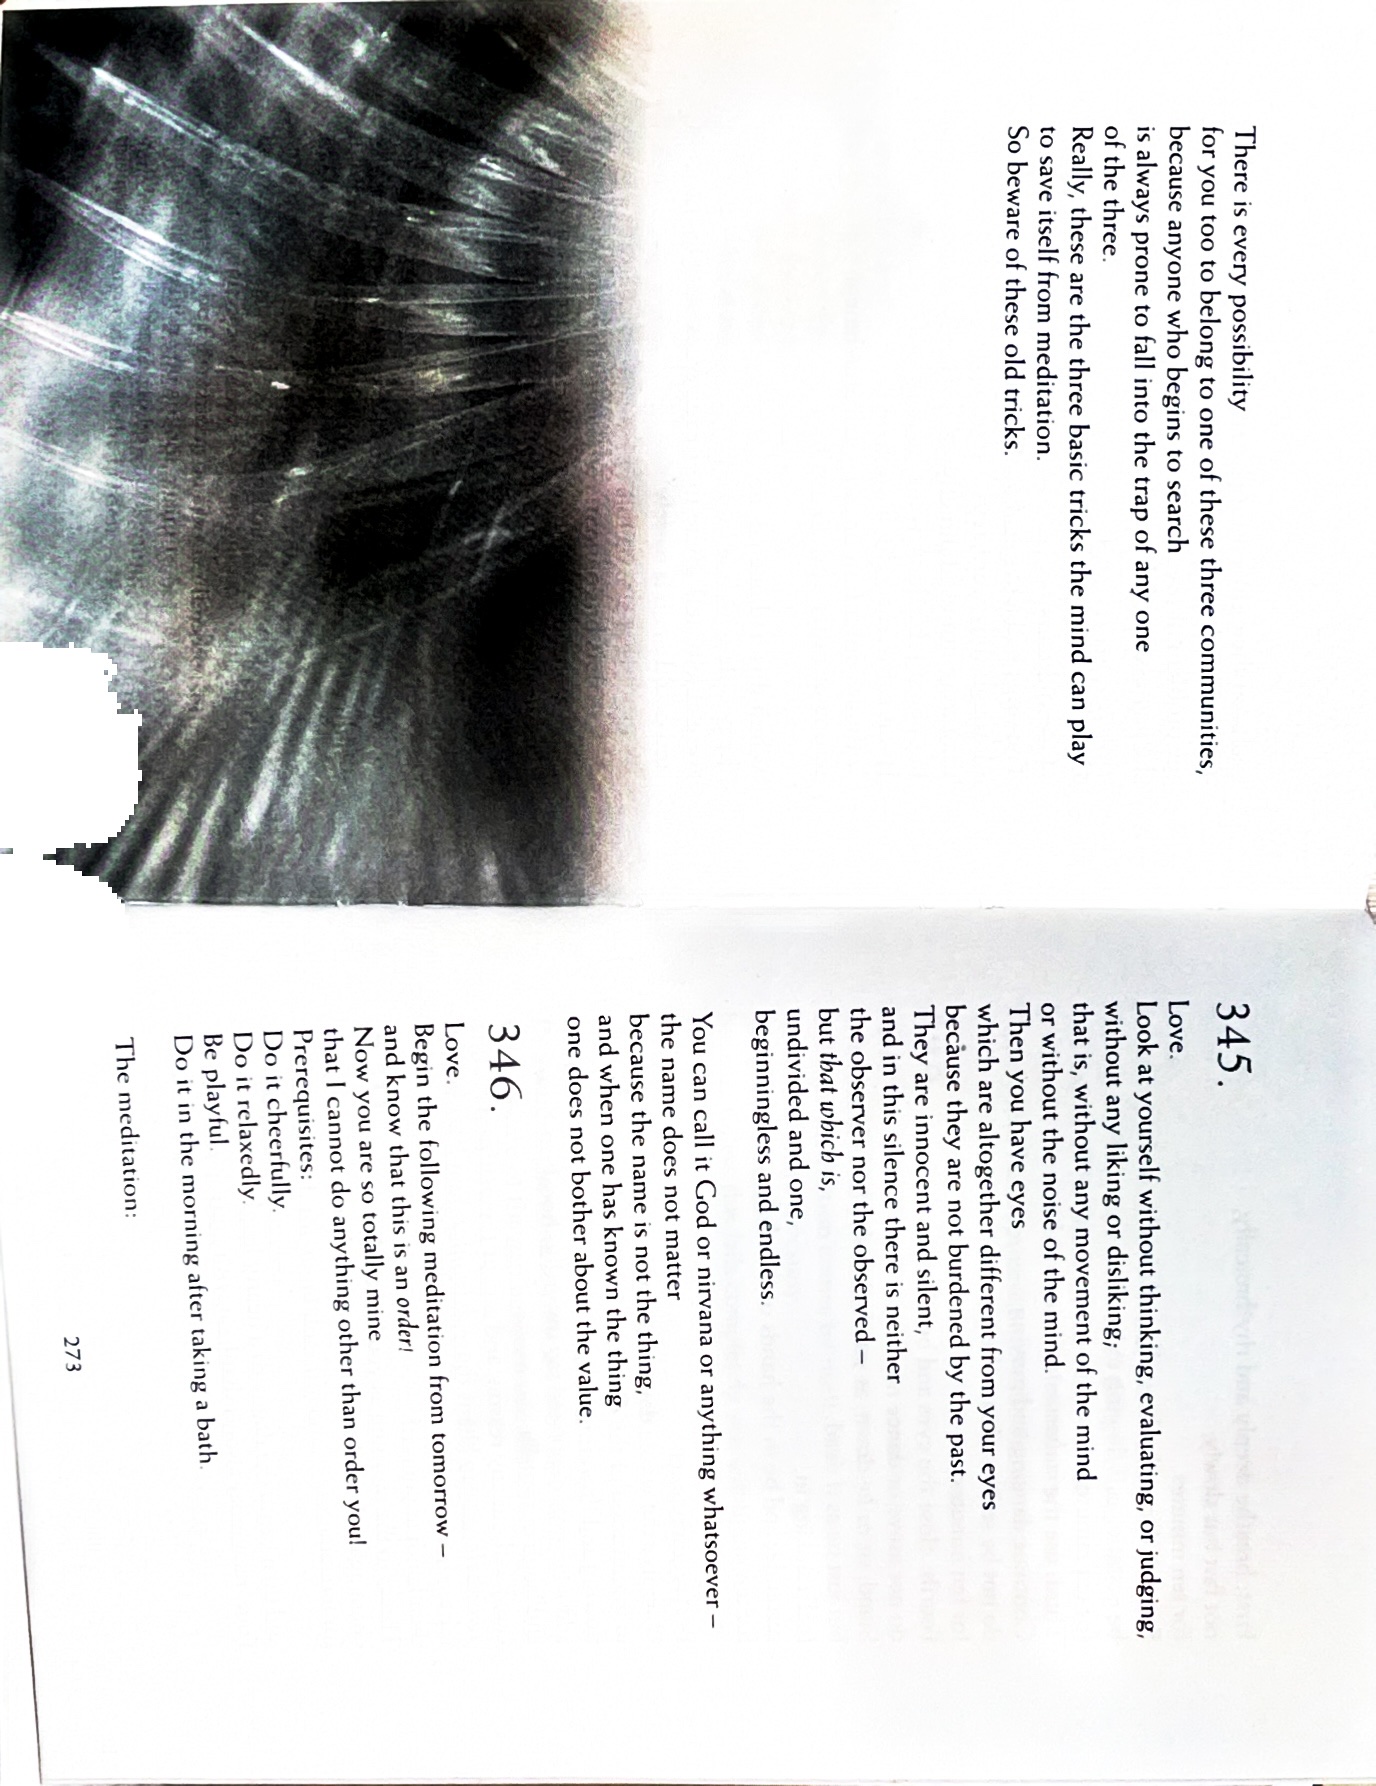 There is every possibility
for you too to belong to one of these three communities,
because anyone who begins to search
is always prone to fall into the trap of any one
of the three.
Really, these are the three basic tricks the mind can play
to save itself from meditation.
So beware of these old tricks.
345.
Love.
Look at yourself without thinking, evaluating, or judging,
without any liking or disliking;
that is, without any movement of the mind
or without the noise of the mind.
Then you have eyes
which are altogether different from your eyes
because they are not burdened by the past.
They are innocent and silent,
and in this silence there is neither
the observer nor the observed –
but that which is,
undivided and one,
beginningless and endless.
You can call it God or nirvana or anything whatsoever –
the name does not matter
because the name is not the thing,
and when one has known the thing
one does not bother about the value.
346.
Love.
Begin the following meditation from tomorrow –
and know that this is an order!
Now you are so totally mine
that I cannot do anything other than order you!
Prerequisites:
Do it cheerfully.
Do it relaxedly.
Be playful.
Do it in the morning after taking a bath.
The meditation:
273